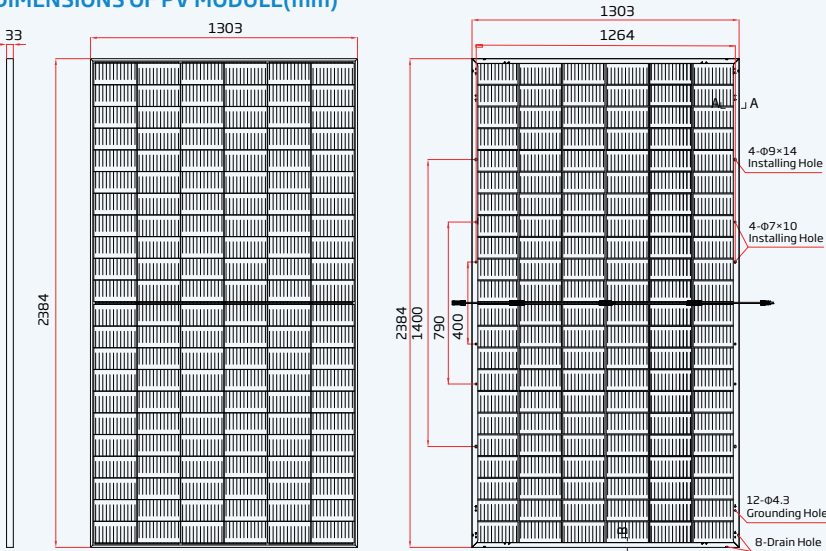 DIMENSIONS OF PV MODULE(mm)
33
1303
2384
1303
1264
A
A
4-Φ9×14
Installing Hole
4-Φ7×10
Installing Hole
2384
1400
790
400
12-Φ4.3
Grounding Hole
8-Drain Hole
B